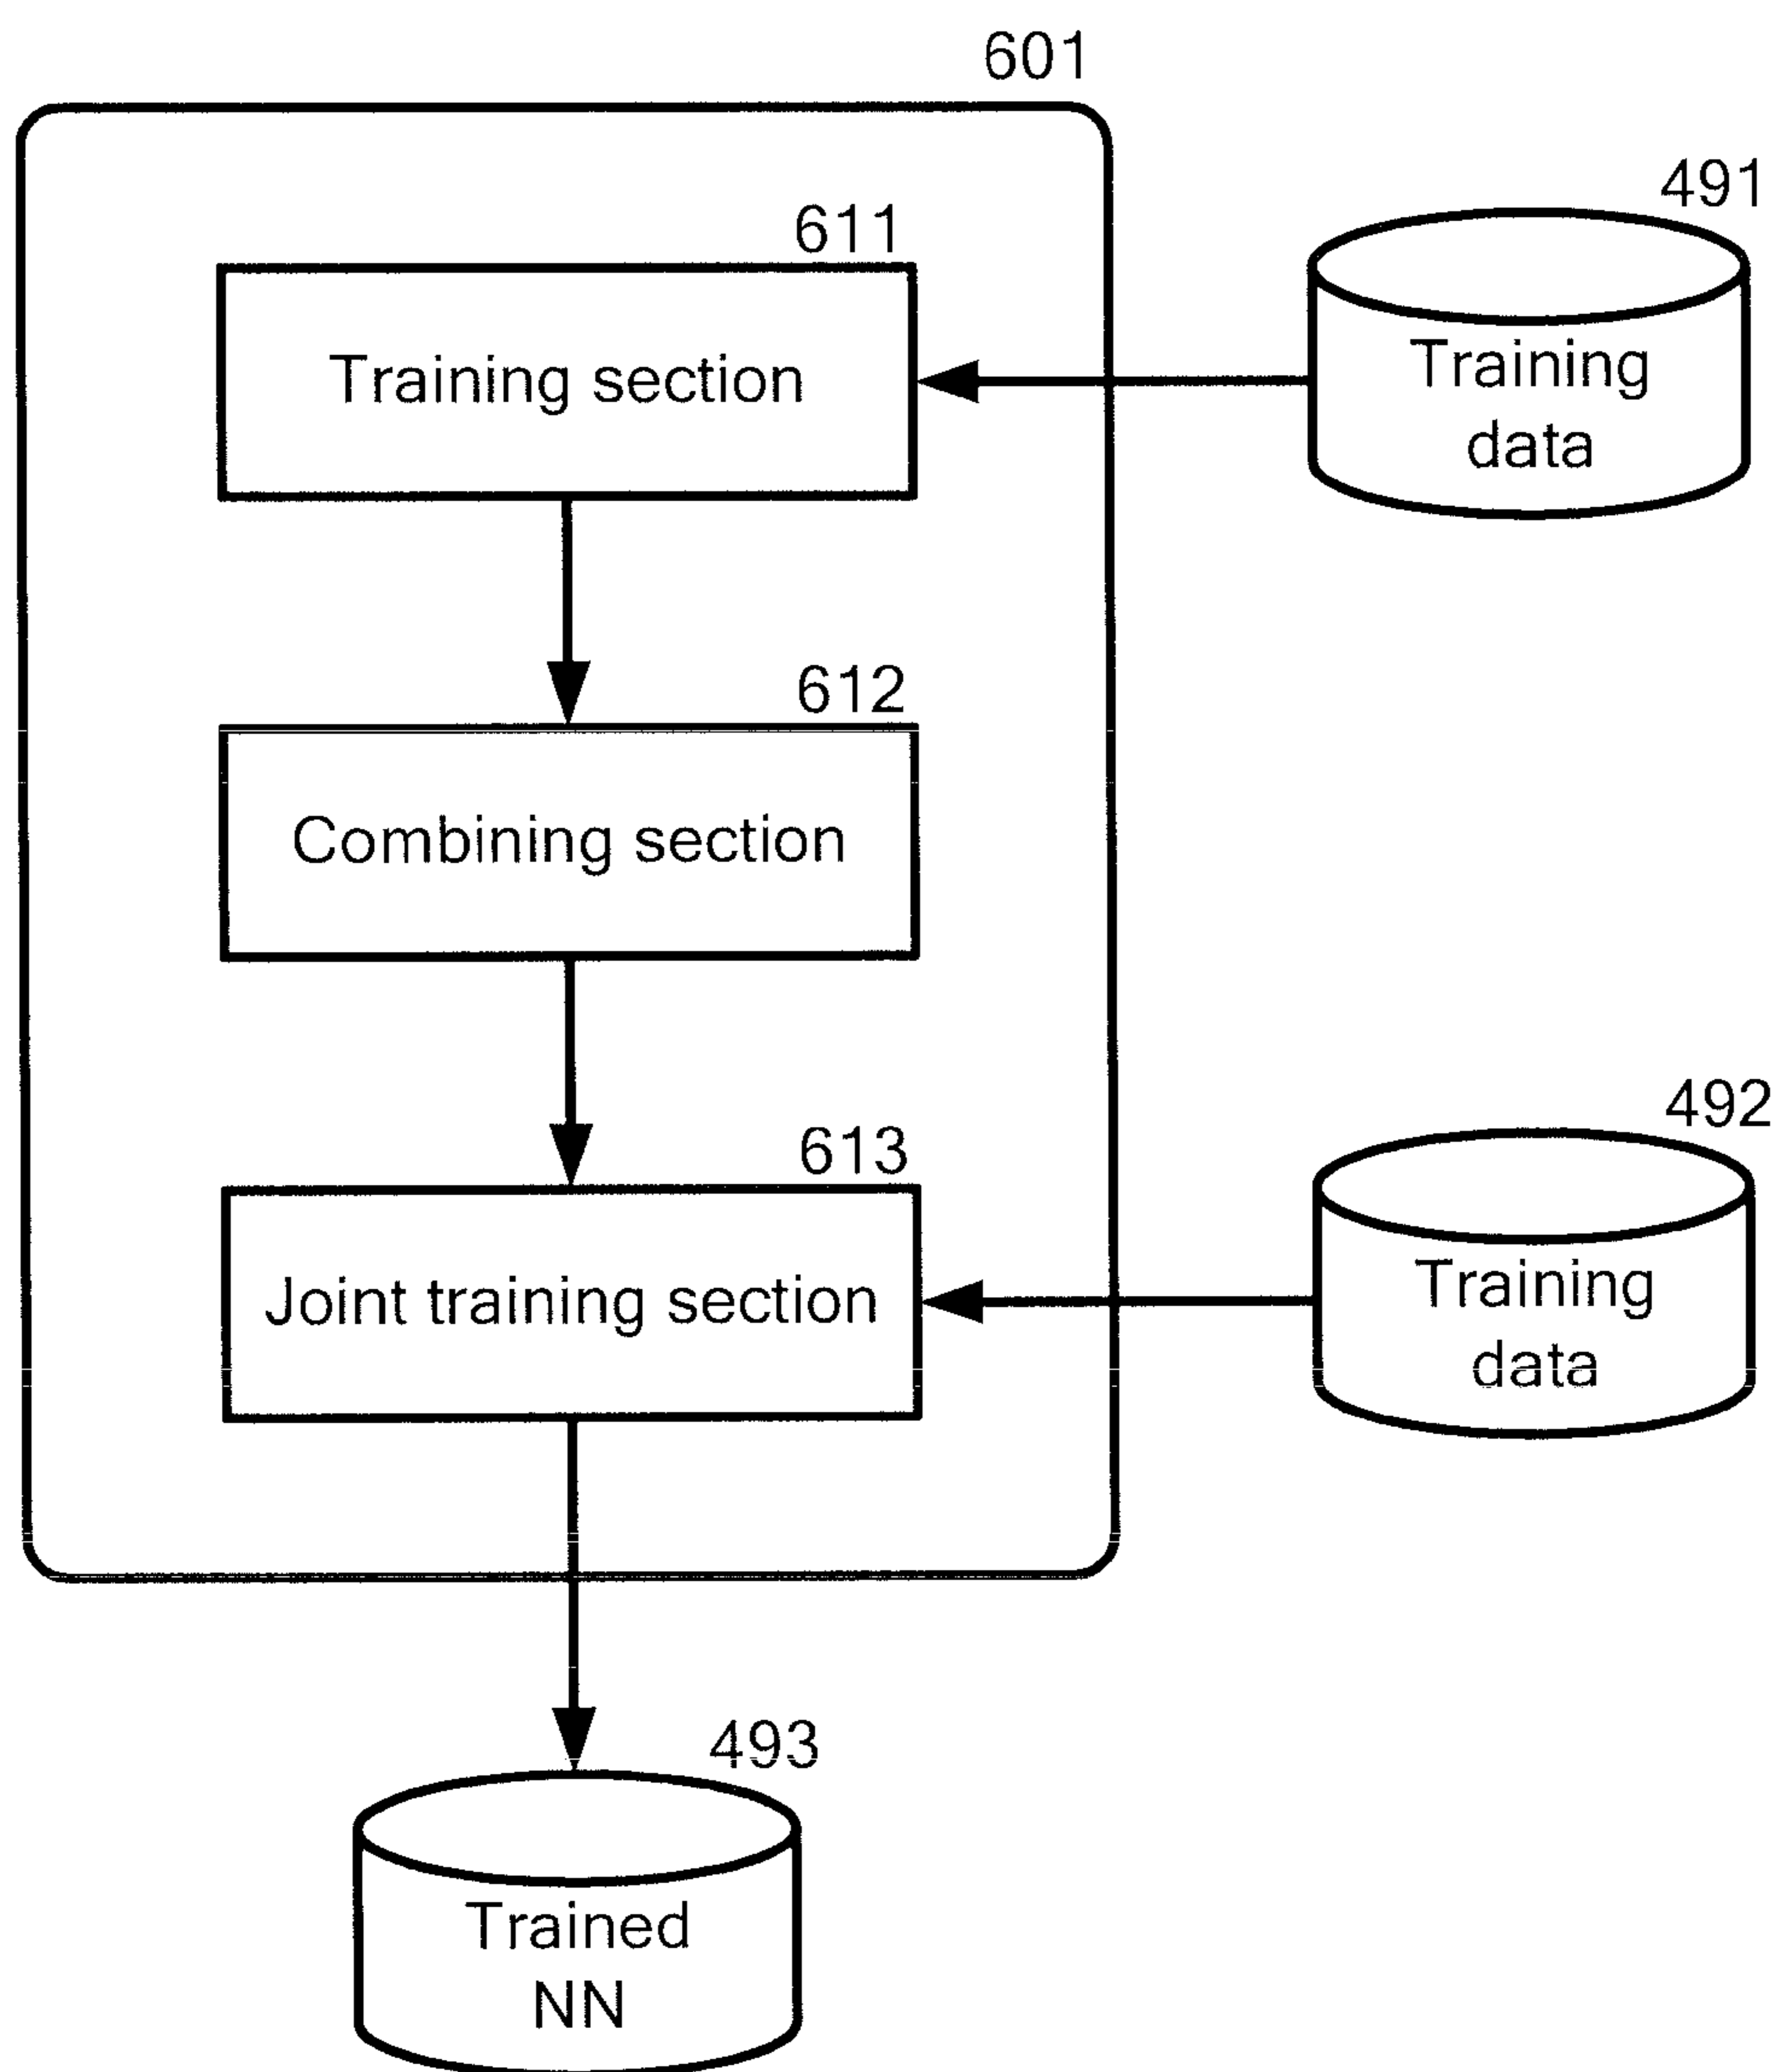 601
491
611
Training section
Training
data
612
Combining section
492
613
Joint training section
Training
data
493
Trained
NN